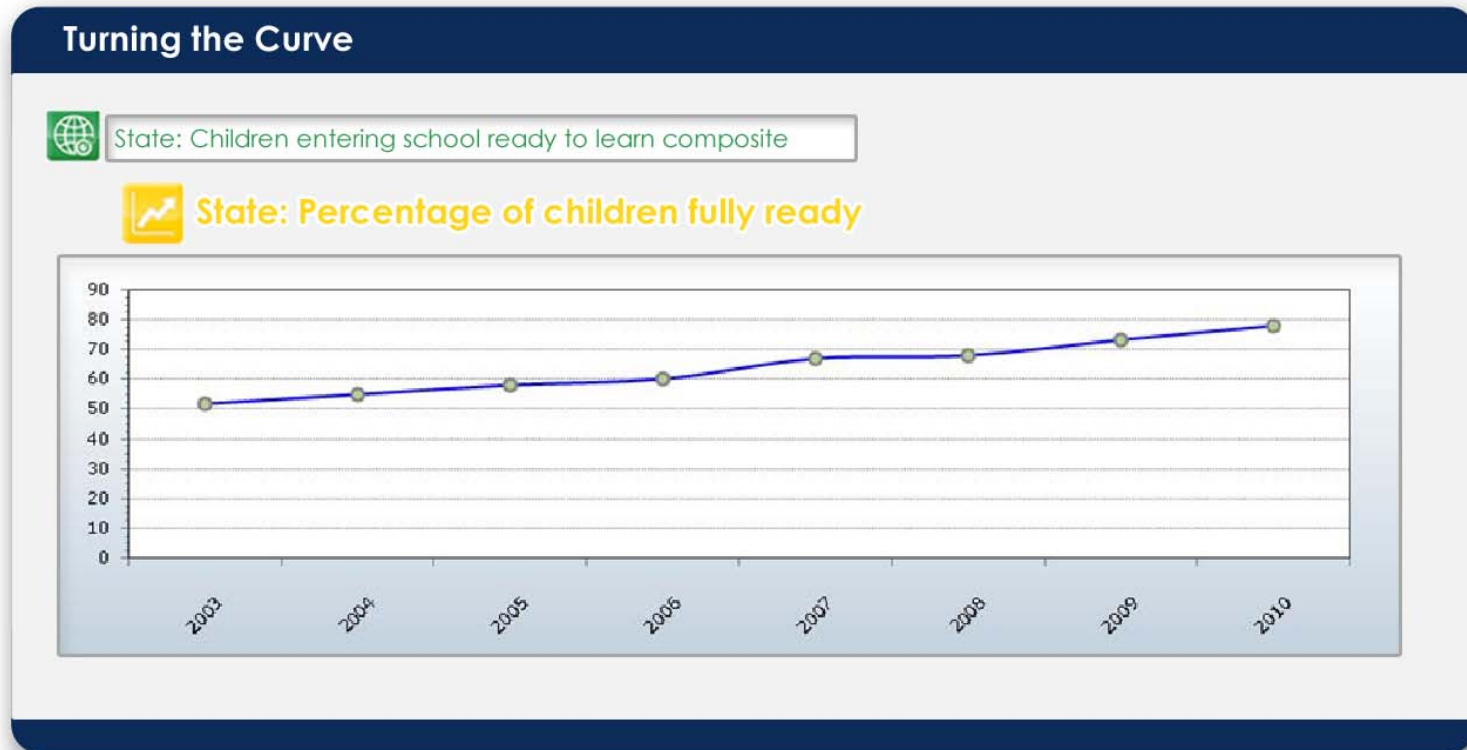 Turning the Curve
State: Children entering school ready to learn composite
State: Percentage of children fully ready
90
80
70
60
50
40
30
20
10
0
2003 2004 2005 2006 2007 2008 2009 2010